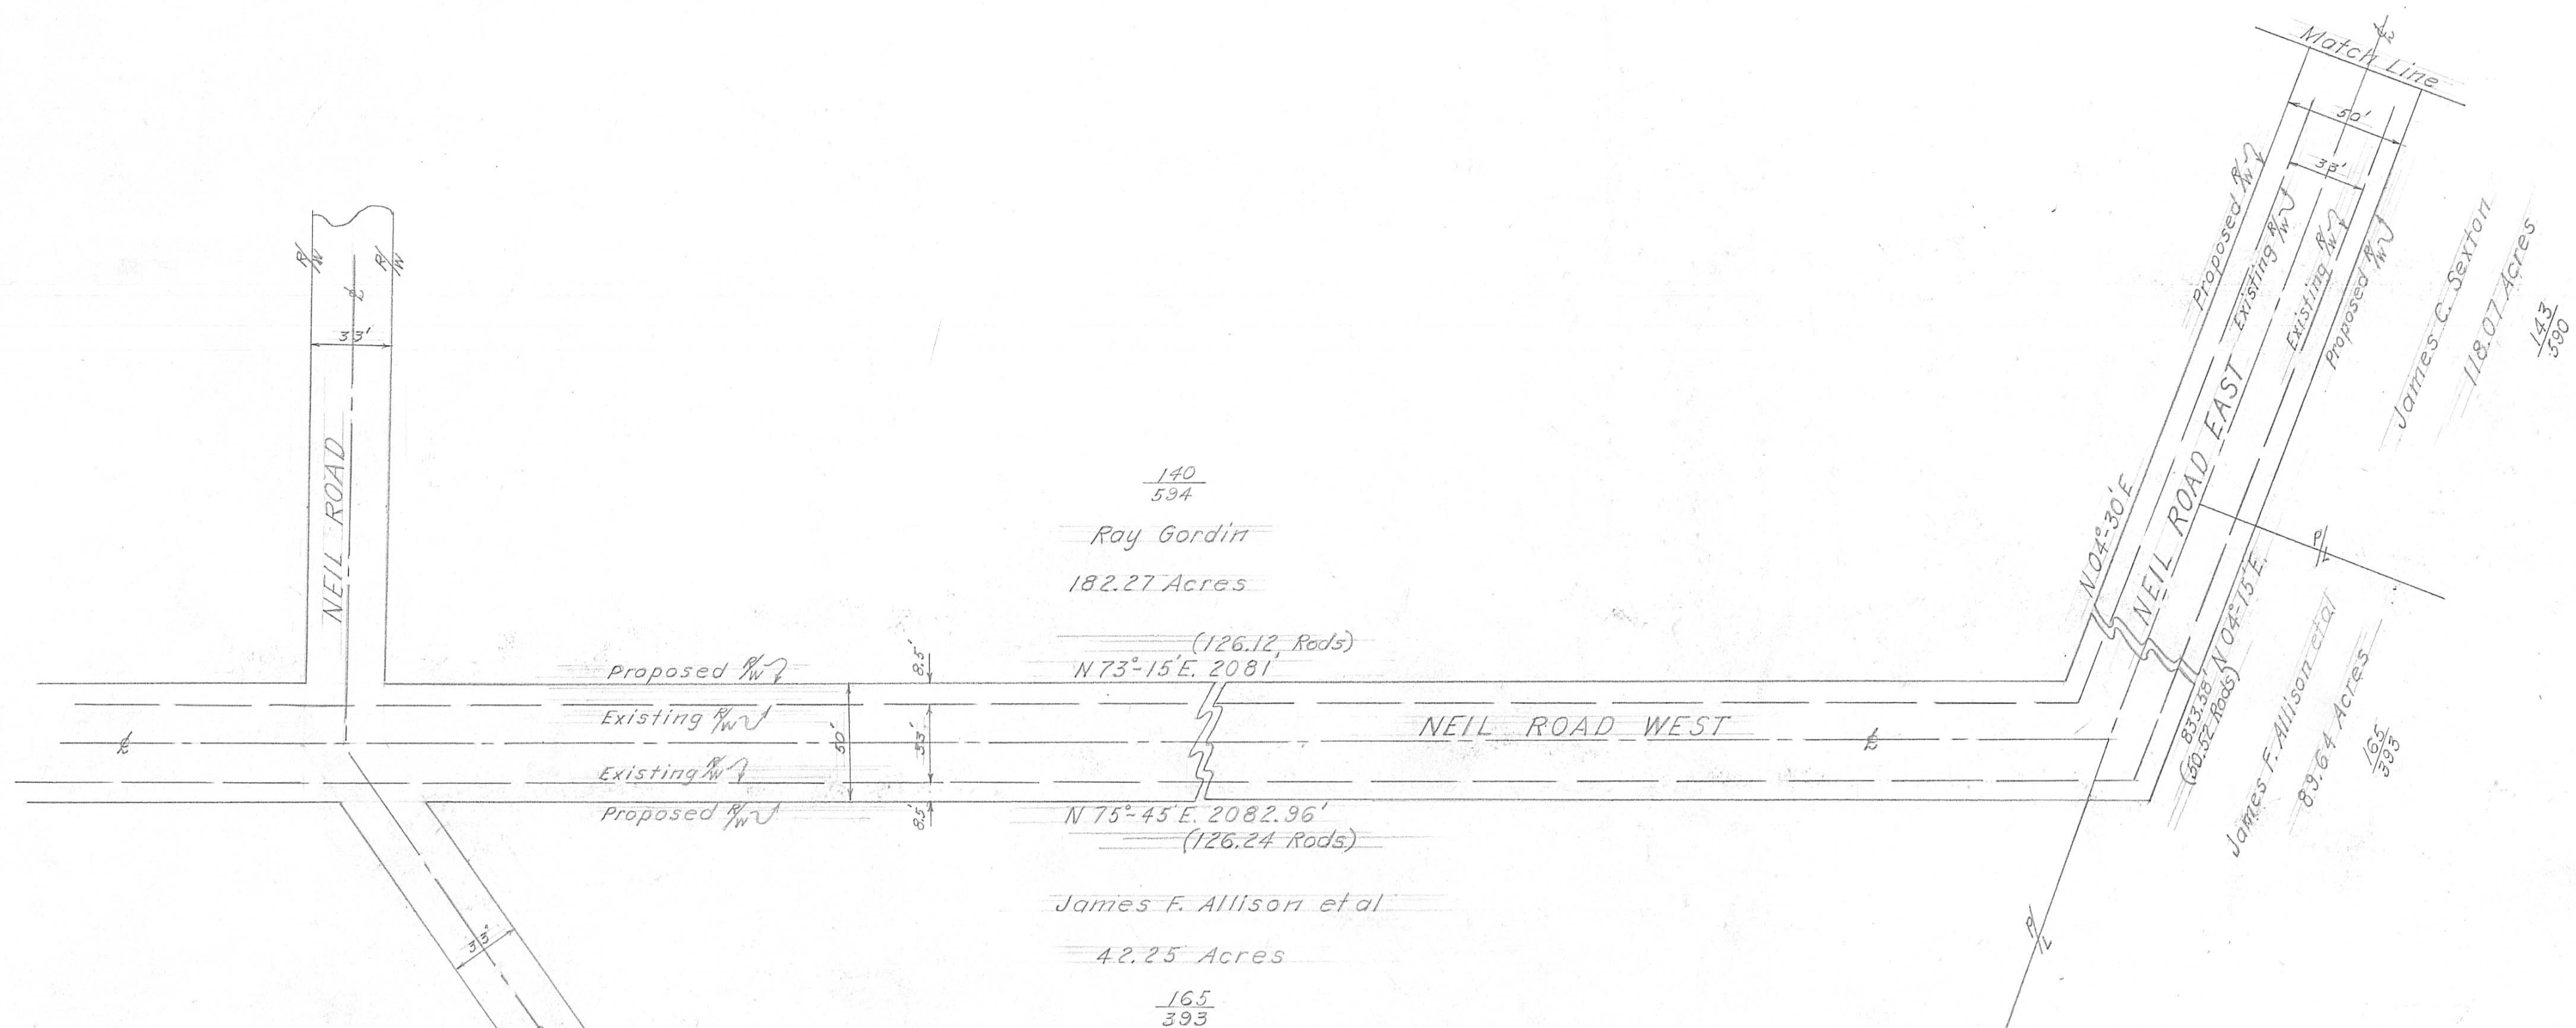 Match Line
50'
33'
Proposed R/W
Existing R/W
Existing R/W
Proposed R/W
James C. Sexton
118.07 Acres
143
590
R/W
R/W
33'
NEIL ROAD
NEIL ROAD EAST
140
594
Ray Gordin
182.27 Acres
(126.12 Rods)
N 73°-15' E. 2081'
N 04°-30' E
P/L
N 04°-15' E.
833.58'
(50.52 Rods)
James F. Allison et al
89.64 Acres
165
393
Proposed R/W
8.5'
Existing R/W
50'
33'
NEIL ROAD WEST
Existing R/W
Proposed R/W
8.5'
N 75°-45' E. 2082.96'
(126.24 Rods)
James F. Allison et al
42.25 Acres
165
393
33'
P/L